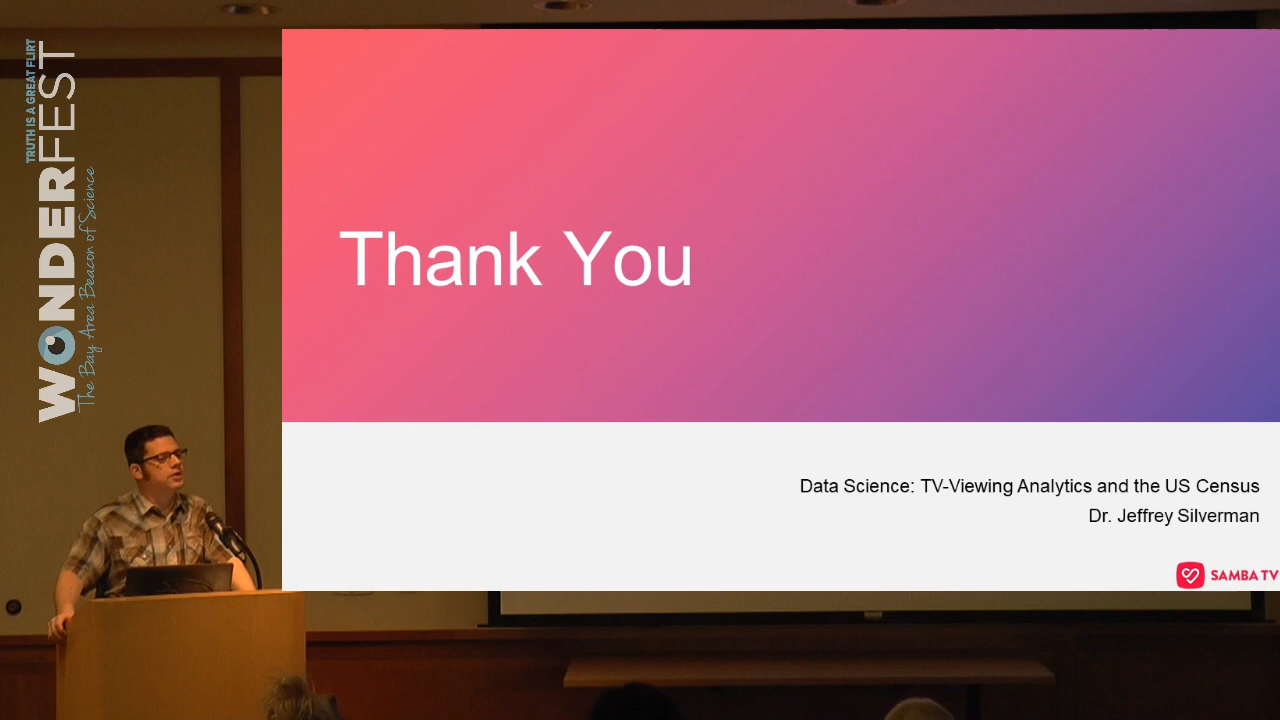 TRUTH IS A GREAT FLIRT
WONDERFEST
The Bay Area Beacon of Science
Thank You
Data Science: TV-Viewing Analytics and the US Census
Dr. Jeffrey Silverman
SAMBA TV